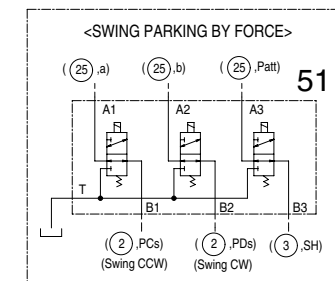 <SWING PARKING BY FORCE>
( 25 ,a) ( 25 ,b) ( 25 ,Patt)
51
A1 A2 A3
T
B1 B2 B3
( 2 ,PCs) ( 2 ,PDs) ( 3 ,SH)
(Swing CCW) (Swing CW)